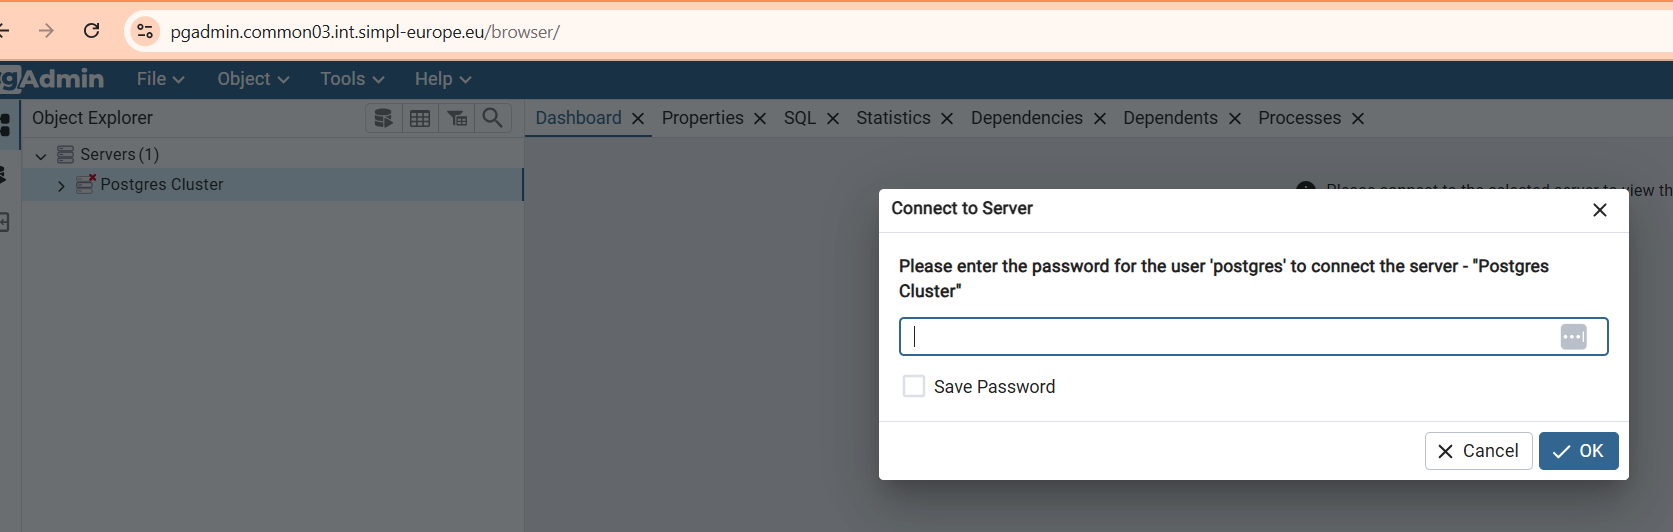 pgadmin.common03.int.simpl-europe.eu/browser/
gAdmin File Object Tools Help
Object Explorer
Dashboard Properties SQL Statistics Dependencies Dependents Processes
Servers (1)
Postgres Cluster
Please connect to the selected server to view th
Connect to Server
Please enter the password for the user 'postgres' to connect the server - "Postgres
Cluster"
Save Password
Cancel OK